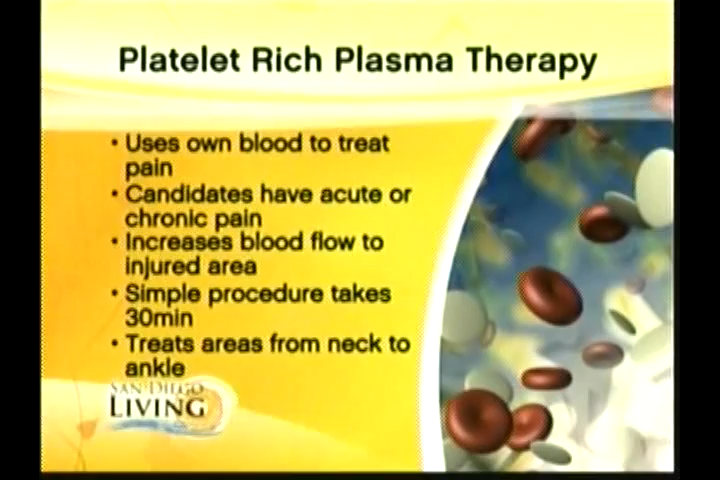 Platelet Rich Plasma Therapy
• Uses own blood to treat
pain
• Candidates have acute or
chronic pain
• Increases blood flow to
injured area
• Simple procedure takes
30min
• Treats areas from neck to
ankle
SAN DIEGO
LIVING